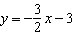 y = −3/2 x − 3